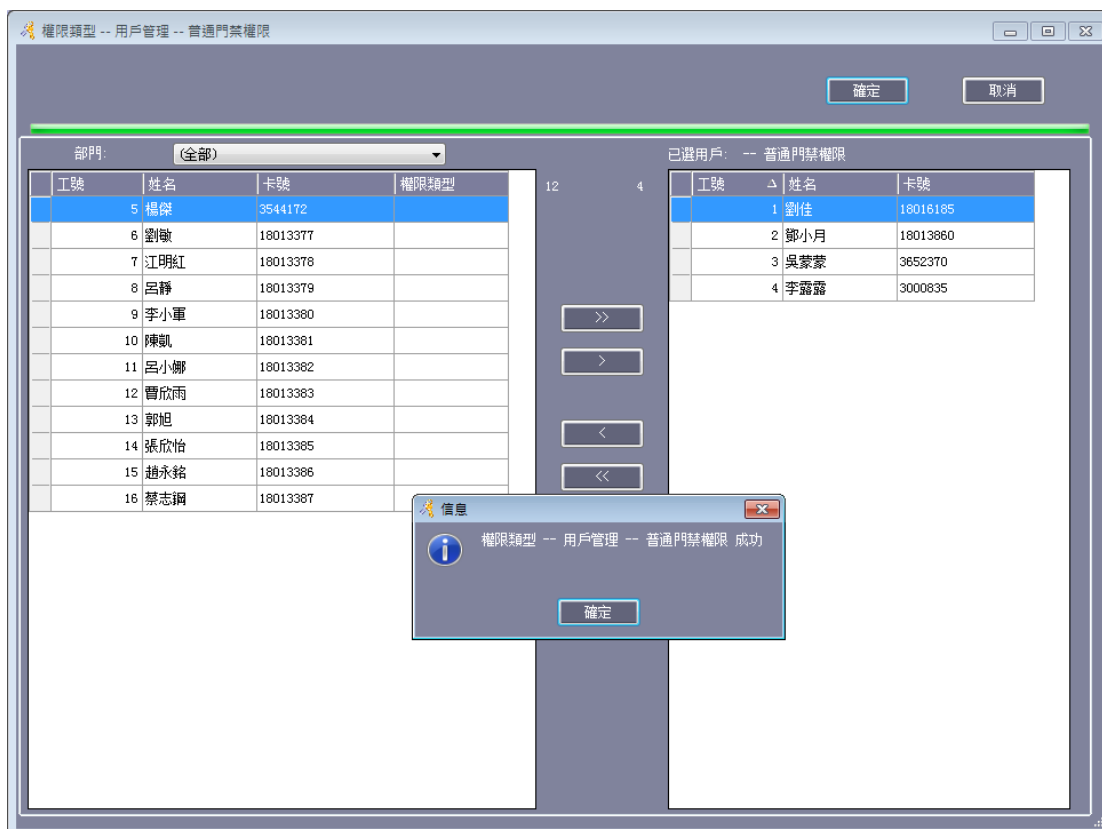 權限類型 -- 用戶管理 -- 普通門禁權限
確定 取消
部門: (全部) 已選用戶: -- 普通門禁權限
工號 姓名 卡號 權限類型 12 4 工號 姓名 卡號
5 楊傑 3544172 1 劉佳 18016185
6 劉敏 18013377 2 鄧小月 18013860
7 江明紅 18013378 3 吳蒙蒙 3652370
8 呂靜 18013379 4 李露露 3000835
9 李小軍 18013380 >>
10 陳凱 18013381
11 呂小娜 18013382 >
12 曹欣雨 18013383
13 郭旭 18013384
14 張欣怡 18013385 <
15 趙永銘 18013386 <<
16 蔡志鋼 18013387
信息
權限類型 -- 用戶管理 -- 普通門禁權限 成功
確定